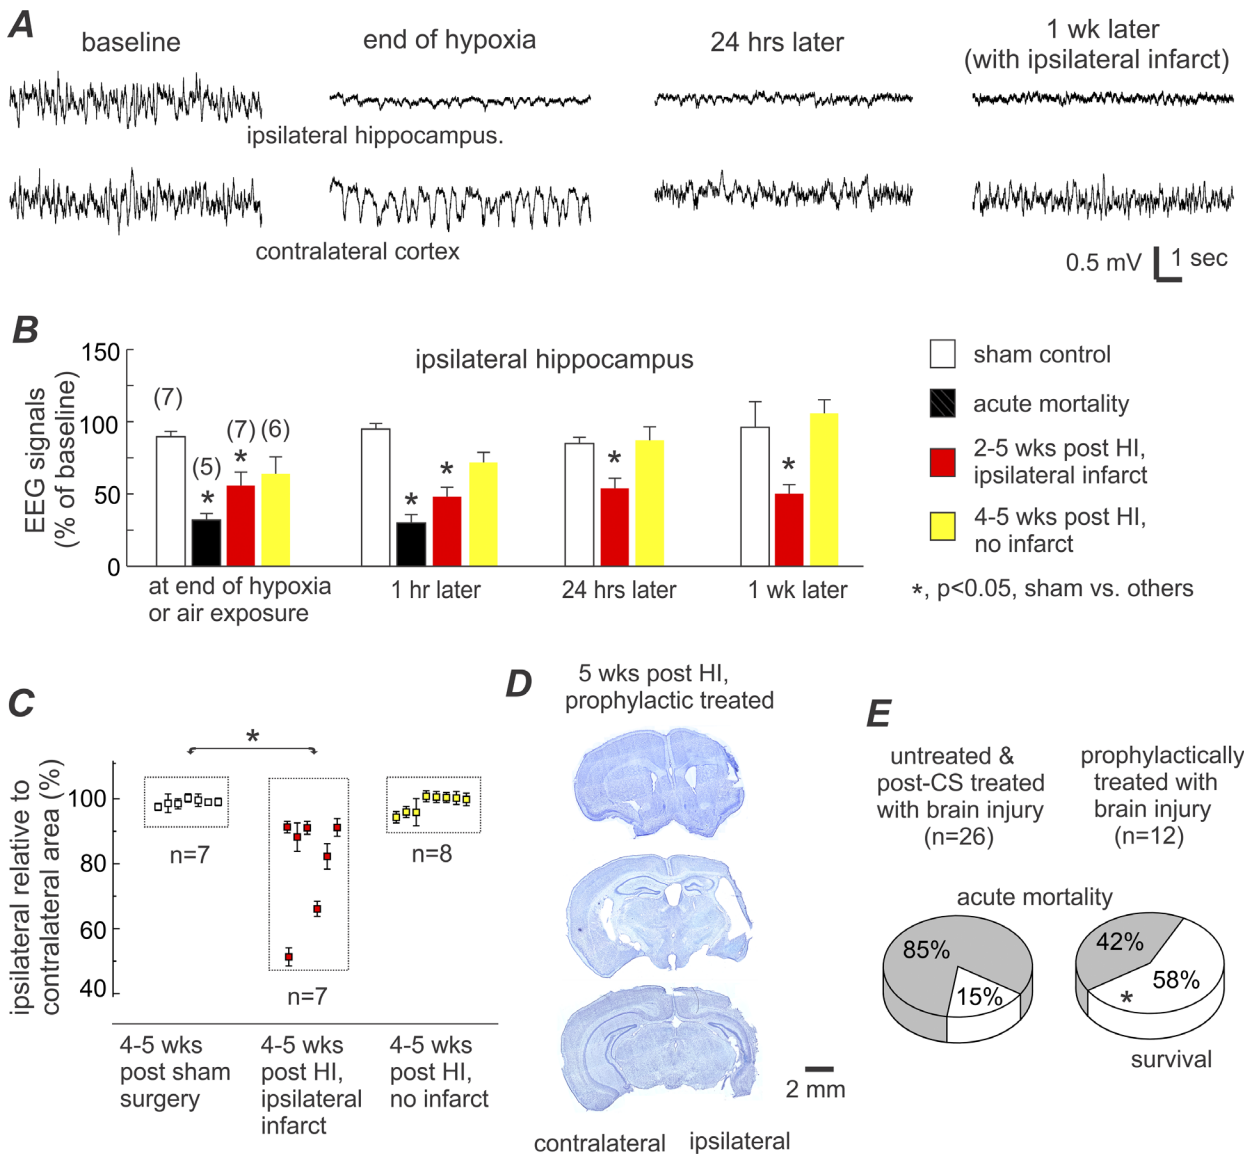 A
baseline
end of hypoxia
24 hrs later
1 wk later
(with ipsilateral infarct)
ipsilateral hippocampus.
contralateral cortex
0.5 mV
1 sec
B
ipsilateral hippocampus
EEG signals
(% of baseline)
150
100
50
0
(7)
(5)
*
(7)
*
(6)
*
*
*
*
at end of hypoxia
or air exposure
1 hr later
24 hrs later
1 wk later
sham control
acute mortality
2-5 wks post HI,
ipsilateral infarct
4-5 wks post HI,
no infarct
*, p<0.05, sham vs. others
C
ipsilateral relative to
contralateral area (%)
100
80
60
40
*
n=7
n=7
n=8
4-5 wks
post sham
surgery
4-5 wks
post HI,
ipsilateral
infarct
4-5 wks
post HI,
no infarct
D
5 wks post HI,
prophylactic treated
2 mm
contralateral
ipsilateral
E
untreated &
post-CS treated
with brain injury
(n=26)
prophylactically
treated with
brain injury
(n=12)
acute mortality
85%
15%
42%
58%
*
survival